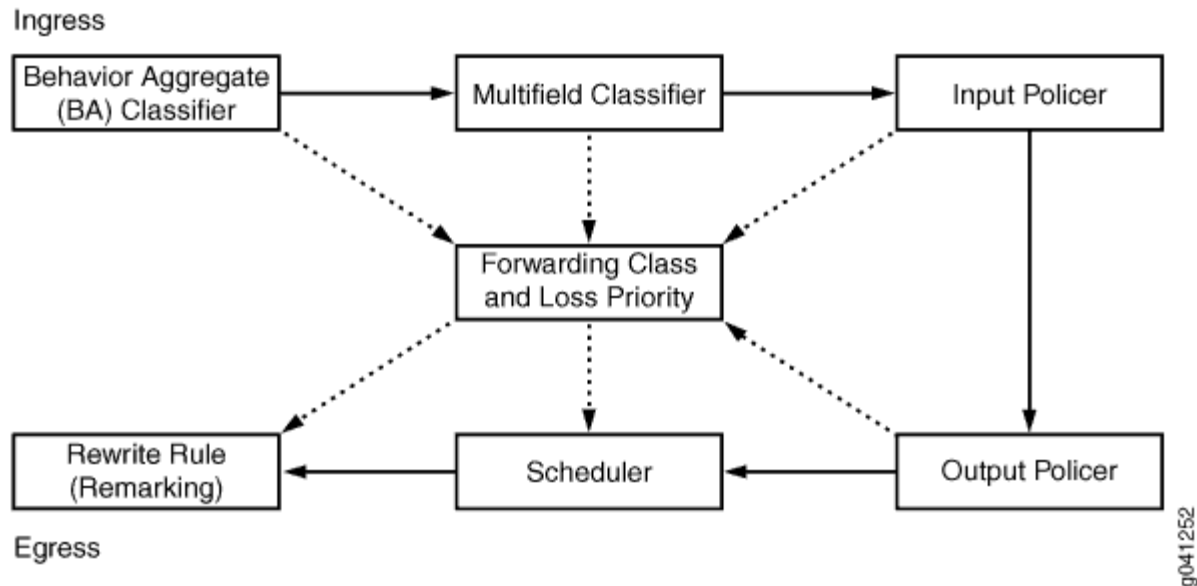 Ingress
Behavior Aggregate
(BA) Classifier
Multifield Classifier
Input Policer
Forwarding Class
and Loss Priority
Rewrite Rule
(Remarking)
Scheduler
Output Policer
Egress
g041252